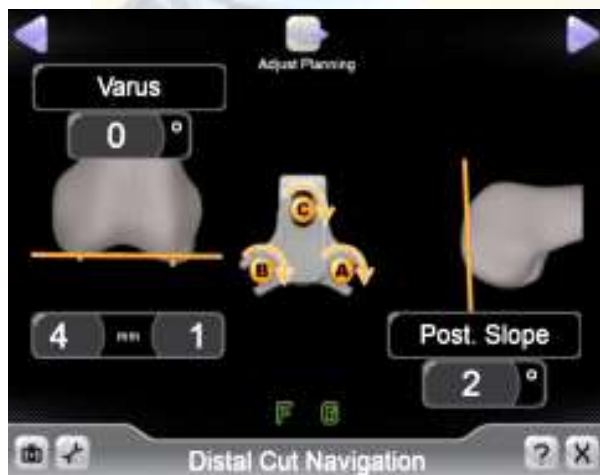 Adjust Planning
Varus
0 °
C
B A
4 mm 1
Post. Slope
2 °
F G
? X
Distal Cut Navigation